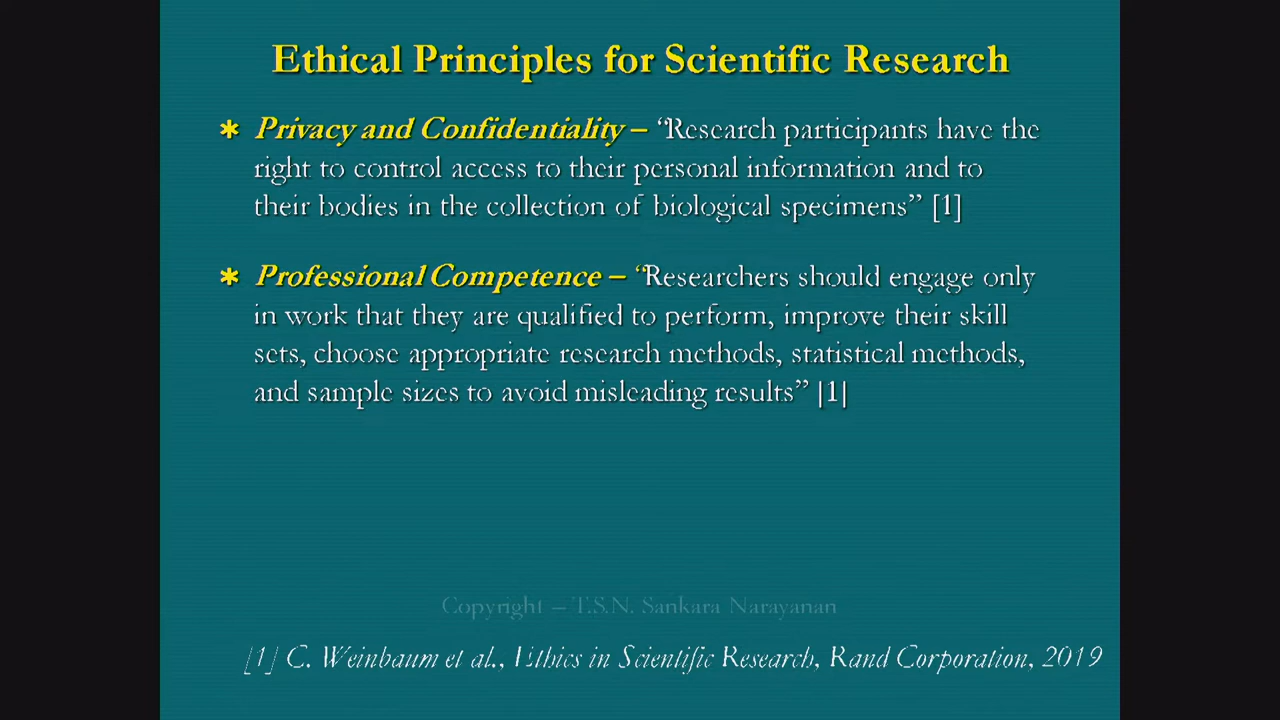 Ethical Principles for Scientific Research
* Privacy and Confidentiality – “Research participants have the
right to control access to their personal information and to
their bodies in the collection of biological specimens” [1]
* Professional Competence – “Researchers should engage only
in work that they are qualified to perform, improve their skill
sets, choose appropriate research methods, statistical methods,
and sample sizes to avoid misleading results” [1]
Copyright – T.S.N. Sankara Narayanan
[1] C. Weinbaum et al., Ethics in Scientific Research, Rand Corporation, 2019